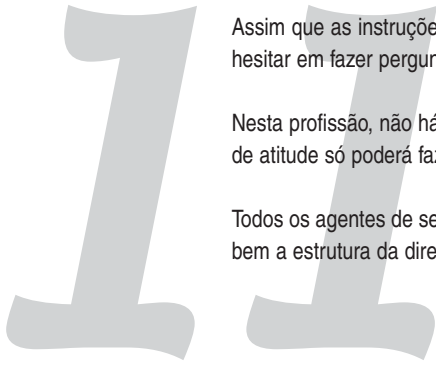 11
Assim que as instruçõe
hesitar em fazer pergun
Nesta profissão, não há
de atitude só poderá faz
Todos os agentes de se
bem a estrutura da dire